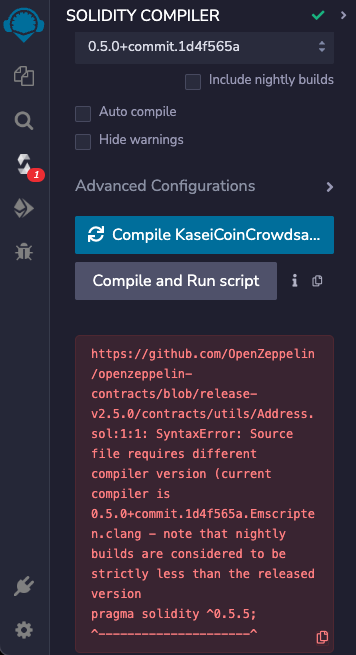 SOLIDITY COMPILER
0.5.0+commit.1d4f565a
Include nightly builds
Auto compile
Hide warnings
Advanced Configurations
1
Compile KaseiCoinCrowdsa...
Compile and Run script
https://github.com/OpenZeppelin
/openzeppelin-
contracts/blob/release-
v2.5.0/contracts/utils/Address.
sol:1:1: SyntaxError: Source
file requires different
compiler version (current
compiler is
0.5.0+commit.1d4f565a.Emscripte
n.clang - note that nightly
builds are considered to be
strictly less than the released
version
pragma solidity ^0.5.5;
^---------------------^